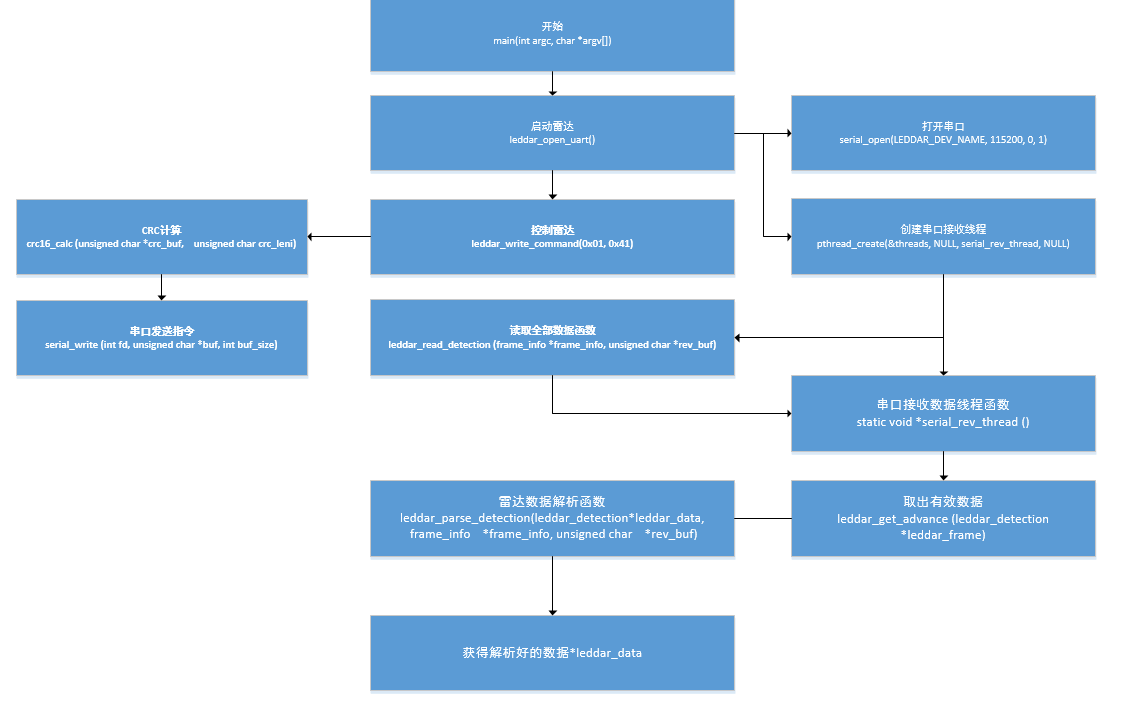 开始
main(int argc, char *argv[])
启动雷达
leddar_open_uart()
打开串口
serial_open(LEDDAR_DEV_NAME, 115200, 0, 1)
CRC计算
crc16_calc (unsigned char *crc_buf, unsigned char crc_leni)
控制雷达
leddar_write_command(0x01, 0x41)
创建串口接收线程
pthread_create(&threads, NULL, serial_rev_thread, NULL)
串口发送指令
serial_write (int fd, unsigned char *buf, int buf_size)
读取全部数据函数
leddar_read_detection (frame_info *frame_info, unsigned char *rev_buf)
串口接收数据线程函数
static void *serial_rev_thread ()
雷达数据解析函数
leddar_parse_detection(leddar_detection*leddar_data,
frame_info *frame_info, unsigned char *rev_buf)
取出有效数据
leddar_get_advance (leddar_detection
*leddar_frame)
获得解析好的数据*leddar_data